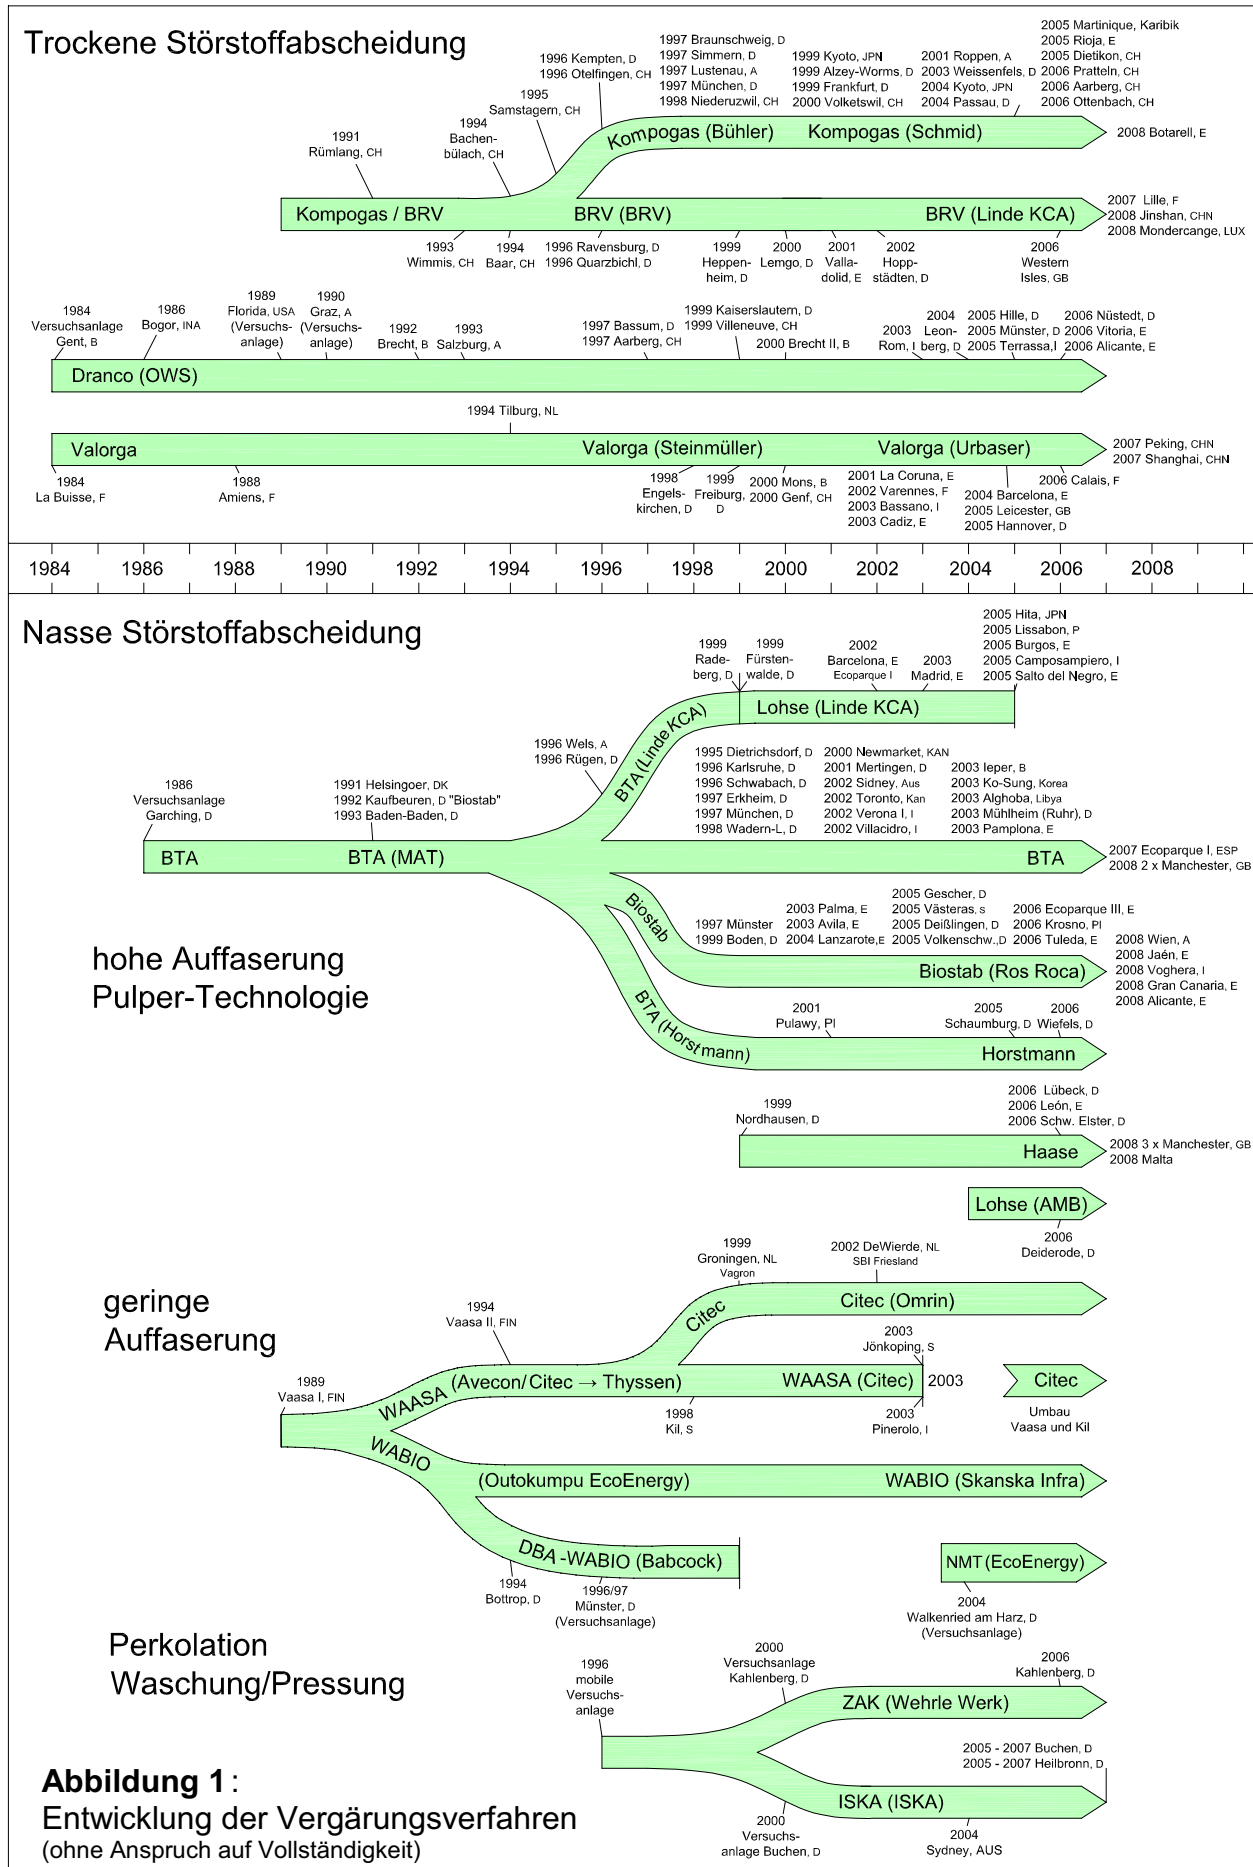 Trockene Störstoffabscheidung
1996 Kempten, D
1996 Otelfingen, CH
1997 Braunschweig, D
1997 Simmern, D
1997 Lustenau, A
1997 München, D
1998 Niederuzwil, CH
1999 Kyoto, JPN
1999 Alzey-Worms, D
1999 Frankfurt, D
2000 Volketswil, CH
2001 Roppen, A
2003 Weissenfels, D
2004 Kyoto, JPN
2004 Passau, D
2005 Martinique, Karibik
2005 Rioja, E
2005 Dietikon, CH
2006 Pratteln, CH
2006 Aarberg, CH
2006 Ottenbach, CH
1995
Samstagern, CH
1994
Bachen-
bülach, CH
1991
Rümlang, CH
Kompogas (Bühler)
Kompogas (Schmid)
2008 Botarell, E
Kompogas / BRV
BRV (BRV)
BRV (Linde KCA)
2007 Lille, F
2008 Jinshan, CHN
2008 Mondercange, LUX
1993
Wimmis, CH
1994
Baar, CH
1996 Ravensburg, D
1996 Quarzbichl, D
1999
Heppen-
heim, D
2000
Lemgo, D
2001
Valla-
dolid, E
2002
Hopp-
städten, D
2006
Western
Isles, GB
1984
Versuchsanlage
Gent, B
1986
Bogor, INA
1989
Florida, USA
(Versuchs-
anlage)
1990
Graz, A
(Versuchs-
anlage)
1992
Brecht, B
1993
Salzburg, A
1997 Bassum, D
1997 Aarberg, CH
1999 Kaiserslautern, D
1999 Villeneuve, CH
2000 Brecht II, B
2003
Rom, I
2004
Leon-
berg, D
2005 Hille, D
2005 Münster, D
2005 Terrassa,I
2006 Nüstedt, D
2006 Vitoria, E
2006 Alicante, E
Dranco (OWS)
1994 Tilburg, NL
Valorga
Valorga (Steinmüller)
Valorga (Urbaser)
2007 Peking, CHN
2007 Shanghai, CHN
1984
La Buisse, F
1988
Amiens, F
1998
Engels-
kirchen, D
1999
Freiburg,
D
2000 Mons, B
2000 Genf, CH
2001 La Coruna, E
2002 Varennes, F
2003 Bassano, I
2003 Cadiz, E
2004 Barcelona, E
2005 Leicester, GB
2005 Hannover, D
2006 Calais, F
1984 1986 1988 1990 1992 1994 1996 1998 2000 2002 2004 2006 2008
Nasse Störstoffabscheidung
1999
Rade-
berg, D
1999
Fürsten-
walde, D
2002
Barcelona, E
Ecoparque I
2003
Madrid, E
2005 Hita, JPN
2005 Lissabon, P
2005 Burgos, E
2005 Camposampiero, I
2005 Salto del Negro, E
BTA (Linde KCA)
Lohse (Linde KCA)
1996 Wels, A
1996 Rügen, D
1986
Versuchsanlage
Garching, D
1991 Helsingoer, DK
1992 Kaufbeuren, D "Biostab"
1993 Baden-Baden, D
1995 Dietrichsdorf, D
1996 Karlsruhe, D
1996 Schwabach, D
1997 Erkheim, D
1997 München, D
1998 Wadern-L, D
2000 Newmarket, KAN
2001 Mertingen, D
2002 Sidney, Aus
2002 Toronto, Kan
2002 Verona I, I
2002 Villacidro, I
2003 Ieper, B
2003 Ko-Sung, Korea
2003 Alghoba, Libya
2003 Mühlheim (Ruhr), D
2003 Pamplona, E
BTA
BTA (MAT)
BTA
2007 Ecoparque I, ESP
2008 2 x Manchester, GB
hohe Auffaserung
Pulper-Technologie
Biostab
1997 Münster
1999 Boden, D
2003 Palma, E
2003 Avila, E
2004 Lanzarote,E
2005 Gescher, D
2005 Västeras, S
2005 Deißlingen, D
2005 Volkenschw.,D
2006 Ecoparque III, E
2006 Krosno, Pl
2006 Tuleda, E
Biostab (Ros Roca)
2008 Wien, A
2008 Jaén, E
2008 Voghera, I
2008 Gran Canaria, E
2008 Alicante, E
BTA (Horstmann)
2001
Pulawy, Pl
2005
Schaumburg, D
2006
Wiefels, D
Horstmann
1999
Nordhausen, D
2006 Lübeck, D
2006 León, E
2006 Schw. Elster, D
Haase
2008 3 x Manchester, GB
2008 Malta
Lohse (AMB)
2006
Deiderode, D
geringe
Auffaserung
1999
Groningen, NL
Vagron
2002 DeWierde, NL
SBI Friesland
Citec
Citec (Omrin)
1994
Vaasa II, FIN
1989
Vaasa I, FIN
2003
Jönkoping, S
WAASA
(Avecon/Citec → Thyssen)
WAASA (Citec)
2003
Citec
1998
Kil, S
2003
Pinerolo, I
Umbau
Vaasa und Kil
WABIO
(Outokumpu EcoEnergy)
WABIO (Skanska Infra)
DBA -WABIO (Babcock)
NMT (EcoEnergy)
1994
Bottrop, D
1996/97
Münster, D
(Versuchsanlage)
2004
Walkenried am Harz, D
(Versuchsanlage)
Perkolation
Waschung/Pressung
1996
mobile
Versuchs-
anlage
2000
Versuchsanlage
Kahlenberg, D
2006
Kahlenberg, D
ZAK (Wehrle Werk)
2005 - 2007 Buchen, D
2005 - 2007 Heilbronn, D
ISKA (ISKA)
2000
Versuchs-
anlage Buchen, D
2004
Sydney, AUS
Abbildung 1:
Entwicklung der Vergärungsverfahren
(ohne Anspruch auf Vollständigkeit)